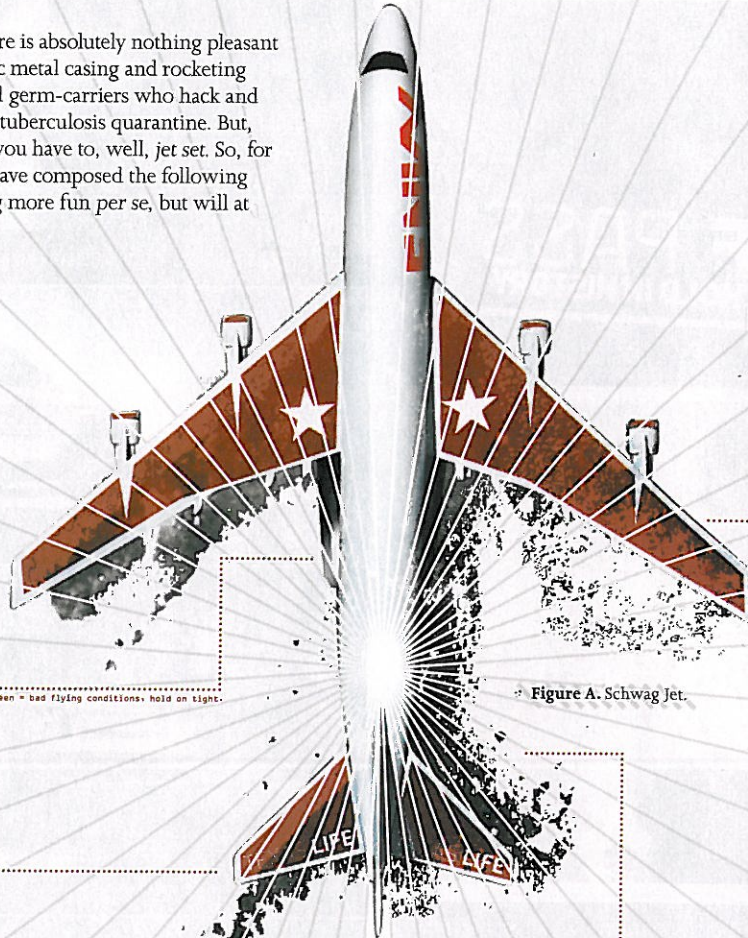 re is absolutely nothing pleasant
c metal casing and rocketing
germ-carriers who hack and
tuberculosis quarantine. But,
you have to, well, jet set. So, for
ave composed the following
g more fun per se, but will at
een = bad flying conditions, hold on tight.
Figure A. Schwag Jet.
LIFE
LIFE